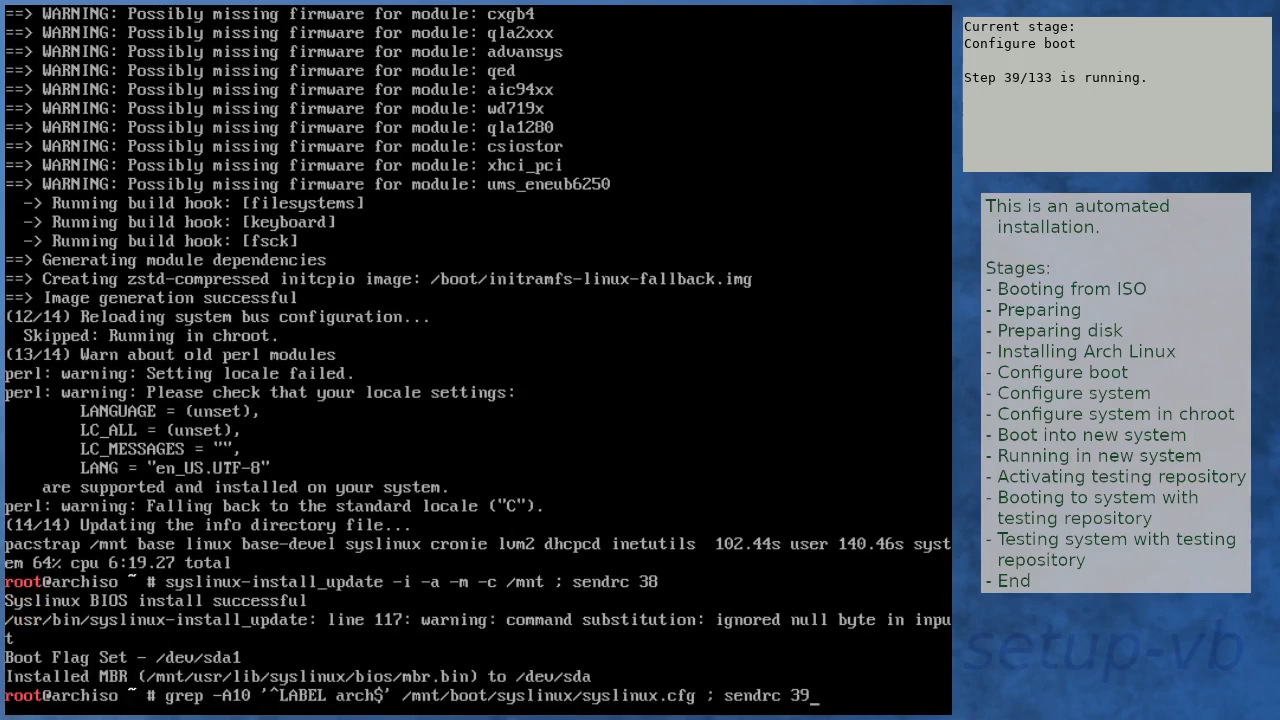 ==> WARNING: Possibly missing firmware for module: cxgb4
==> WARNING: Possibly missing firmware for module: qla2xxx
==> WARNING: Possibly missing firmware for module: advansys
==> WARNING: Possibly missing firmware for module: qed
==> WARNING: Possibly missing firmware for module: aic94xx
==> WARNING: Possibly missing firmware for module: wd719x
==> WARNING: Possibly missing firmware for module: qla1280
==> WARNING: Possibly missing firmware for module: csiostor
==> WARNING: Possibly missing firmware for module: xhci_pci
==> WARNING: Possibly missing firmware for module: ums_eneub6250
  -> Running build hook: [filesystems]
  -> Running build hook: [keyboard]
  -> Running build hook: [fsck]
==> Generating module dependencies
==> Creating zstd-compressed initcpio image: /boot/initramfs-linux-fallback.img
==> Image generation successful
(12/14) Reloading system bus configuration...
  Skipped: Running in chroot.
(13/14) Warn about old perl modules
perl: warning: Setting locale failed.
perl: warning: Please check that your locale settings:
        LANGUAGE = (unset),
        LC_ALL = (unset),
        LC_MESSAGES = "",
        LANG = "en_US.UTF-8"
    are supported and installed on your system.
perl: warning: Falling back to the standard locale ("C").
(14/14) Updating the info directory file...
pacstrap /mnt base linux base-devel syslinux cronie lvm2 dhcpcd inetutils  102.44s user 140.46s syst
em 64% cpu 6:19.27 total
root@archiso ~ # syslinux-install_update -i -a -m -c /mnt ; sendrc 38
Syslinux BIOS install successful
/usr/bin/syslinux-install_update: line 117: warning: command substitution: ignored null byte in inpu
t
Boot Flag Set - /dev/sda1
Installed MBR (/mnt/usr/lib/syslinux/bios/mbr.bin) to /dev/sda
root@archiso ~ # grep -A10 '^LABEL arch$' /mnt/boot/syslinux/syslinux.cfg ; sendrc 39_
Current stage:
Configure boot
Step 39/133 is running.
This is an automated
installation.
Stages:
- Booting from ISO
- Preparing
- Preparing disk
- Installing Arch Linux
- Configure boot
- Configure system
- Configure system in chroot
- Boot into new system
- Running in new system
- Activating testing repository
- Booting to system with
testing repository
- Testing system with testing
repository
- End
setup-vb